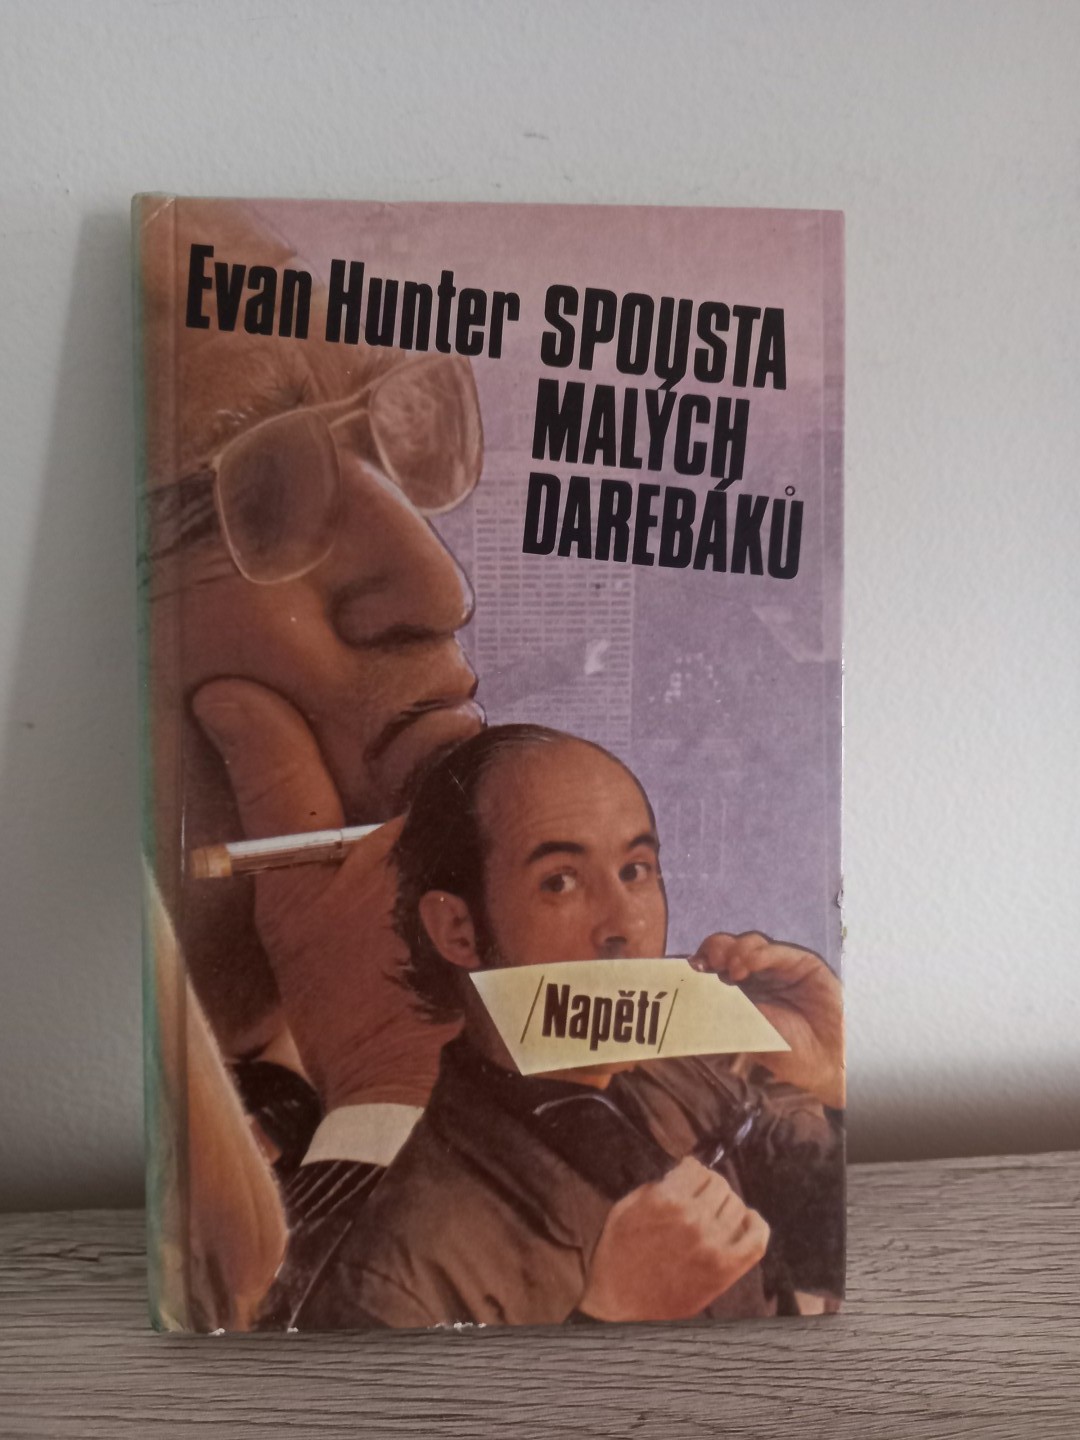 Evan Hunter SPOUSTA
MALÝCH
DAREBÁKŮ
/Napětí/